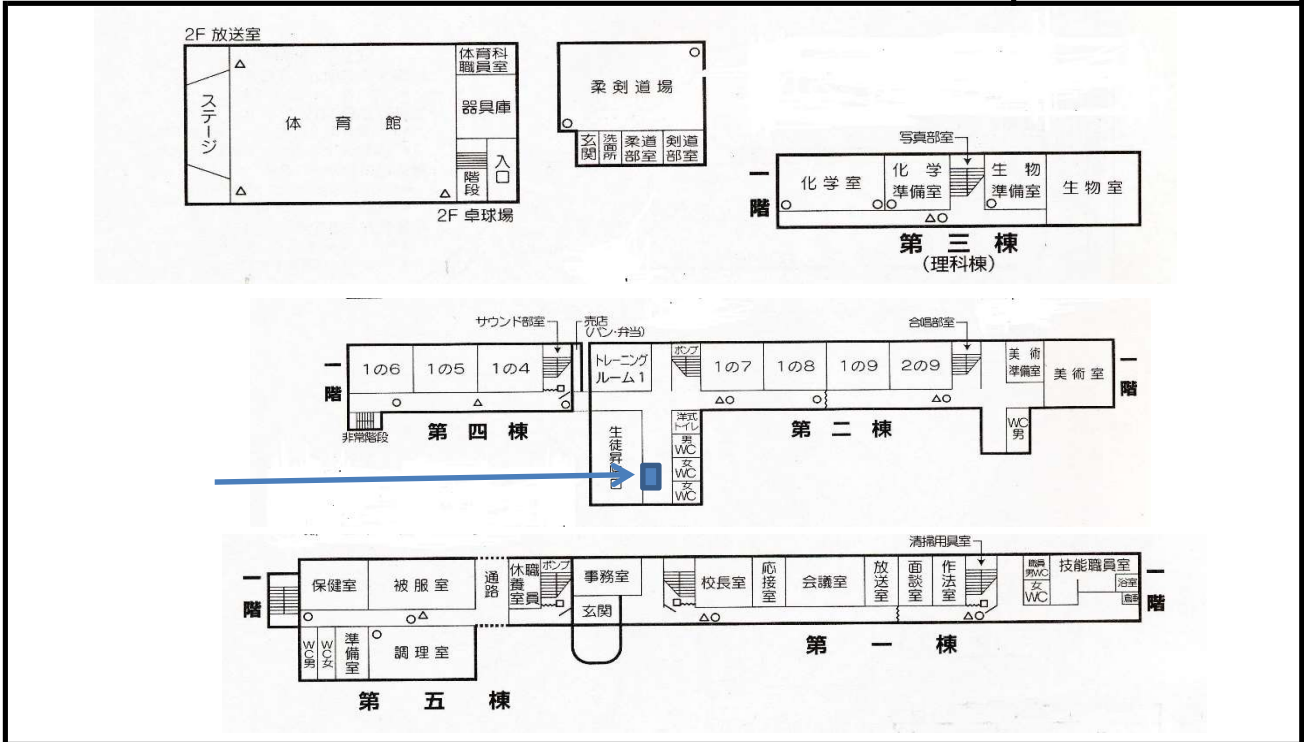 2F 放送室
体育科
職員室
ステージ
体育館
器具庫
入口
階段
2F 卓球場
柔剣道場
玄関
洗面所
柔道
部室
剣道
部室
写真部室
一階
化学室
化学
準備室
生物
準備室
生物室
第三棟
(理科棟)
サウンド部室
売店
(パン・弁当)
合唱部室
一階
1の6
1の5
1の4
トレーニング
ルーム1
ポンプ
1の7
1の8
1の9
2の9
美術
準備室
美術室
一階
非常階段
第四棟
生徒昇
口
洋式
トイレ
男
WC
女
WC
女
WC
第二棟
WC
男
清掃用具室
一階
保健室
被服室
通路
職員
休養室
ポンプ
事務室
玄関
校長室
応接室
会議室
放送室
面談室
作法室
職員
男WC
女
WC
技能職員室
浴室
一階
WC男
WC女
準備室
調理室
第一棟
第五棟